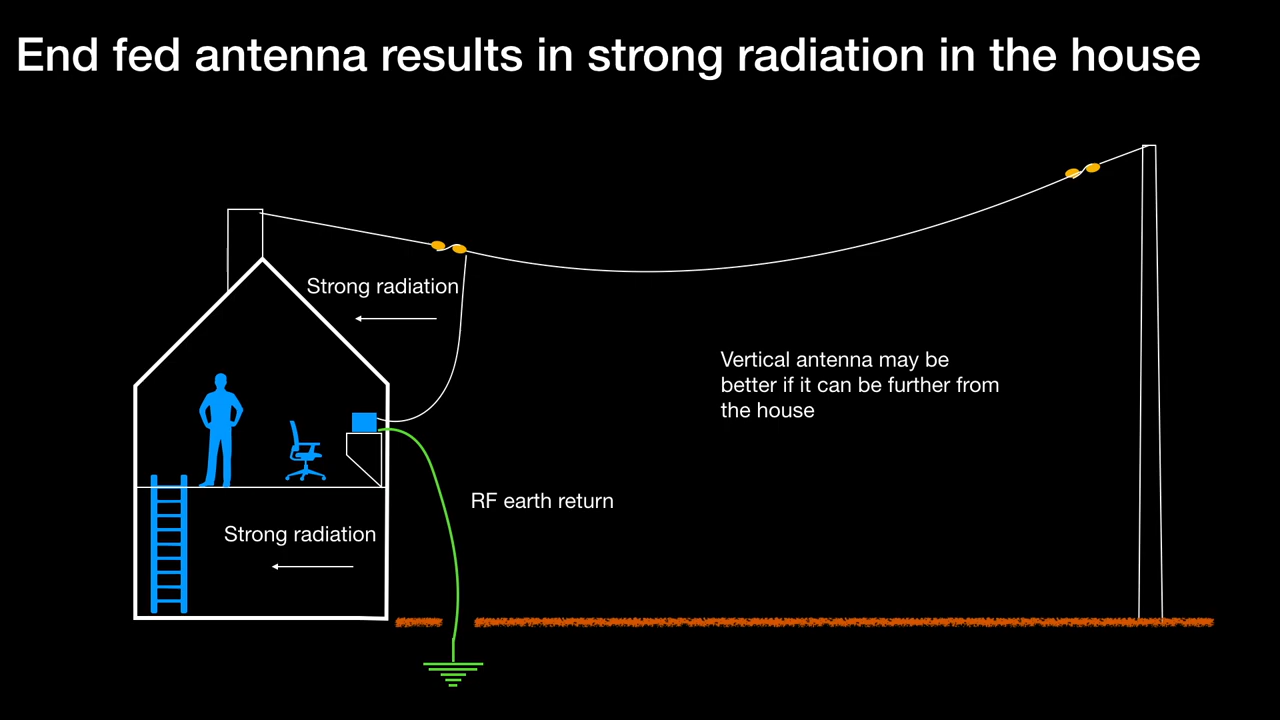 End fed antenna results in strong radiation in the house
Strong radiation
Vertical antenna may be
better if it can be further from
the house
RF earth return
Strong radiation